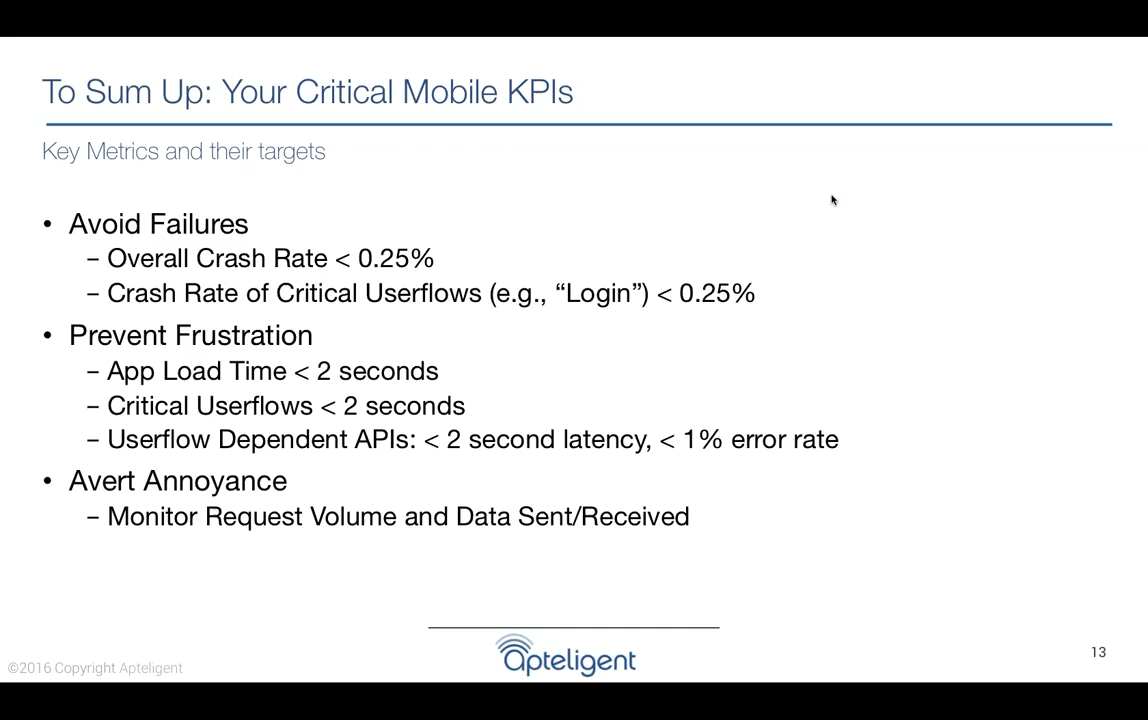 To Sum Up: Your Critical Mobile KPIs
Key Metrics and their targets
• Avoid Failures
– Overall Crash Rate < 0.25%
– Crash Rate of Critical Userflows (e.g., “Login”) < 0.25%
• Prevent Frustration
– App Load Time < 2 seconds
– Critical Userflows < 2 seconds
– Userflow Dependent APIs: < 2 second latency, < 1% error rate
• Avert Annoyance
– Monitor Request Volume and Data Sent/Received
©2016 Copyright Apteligent
apteligent
13